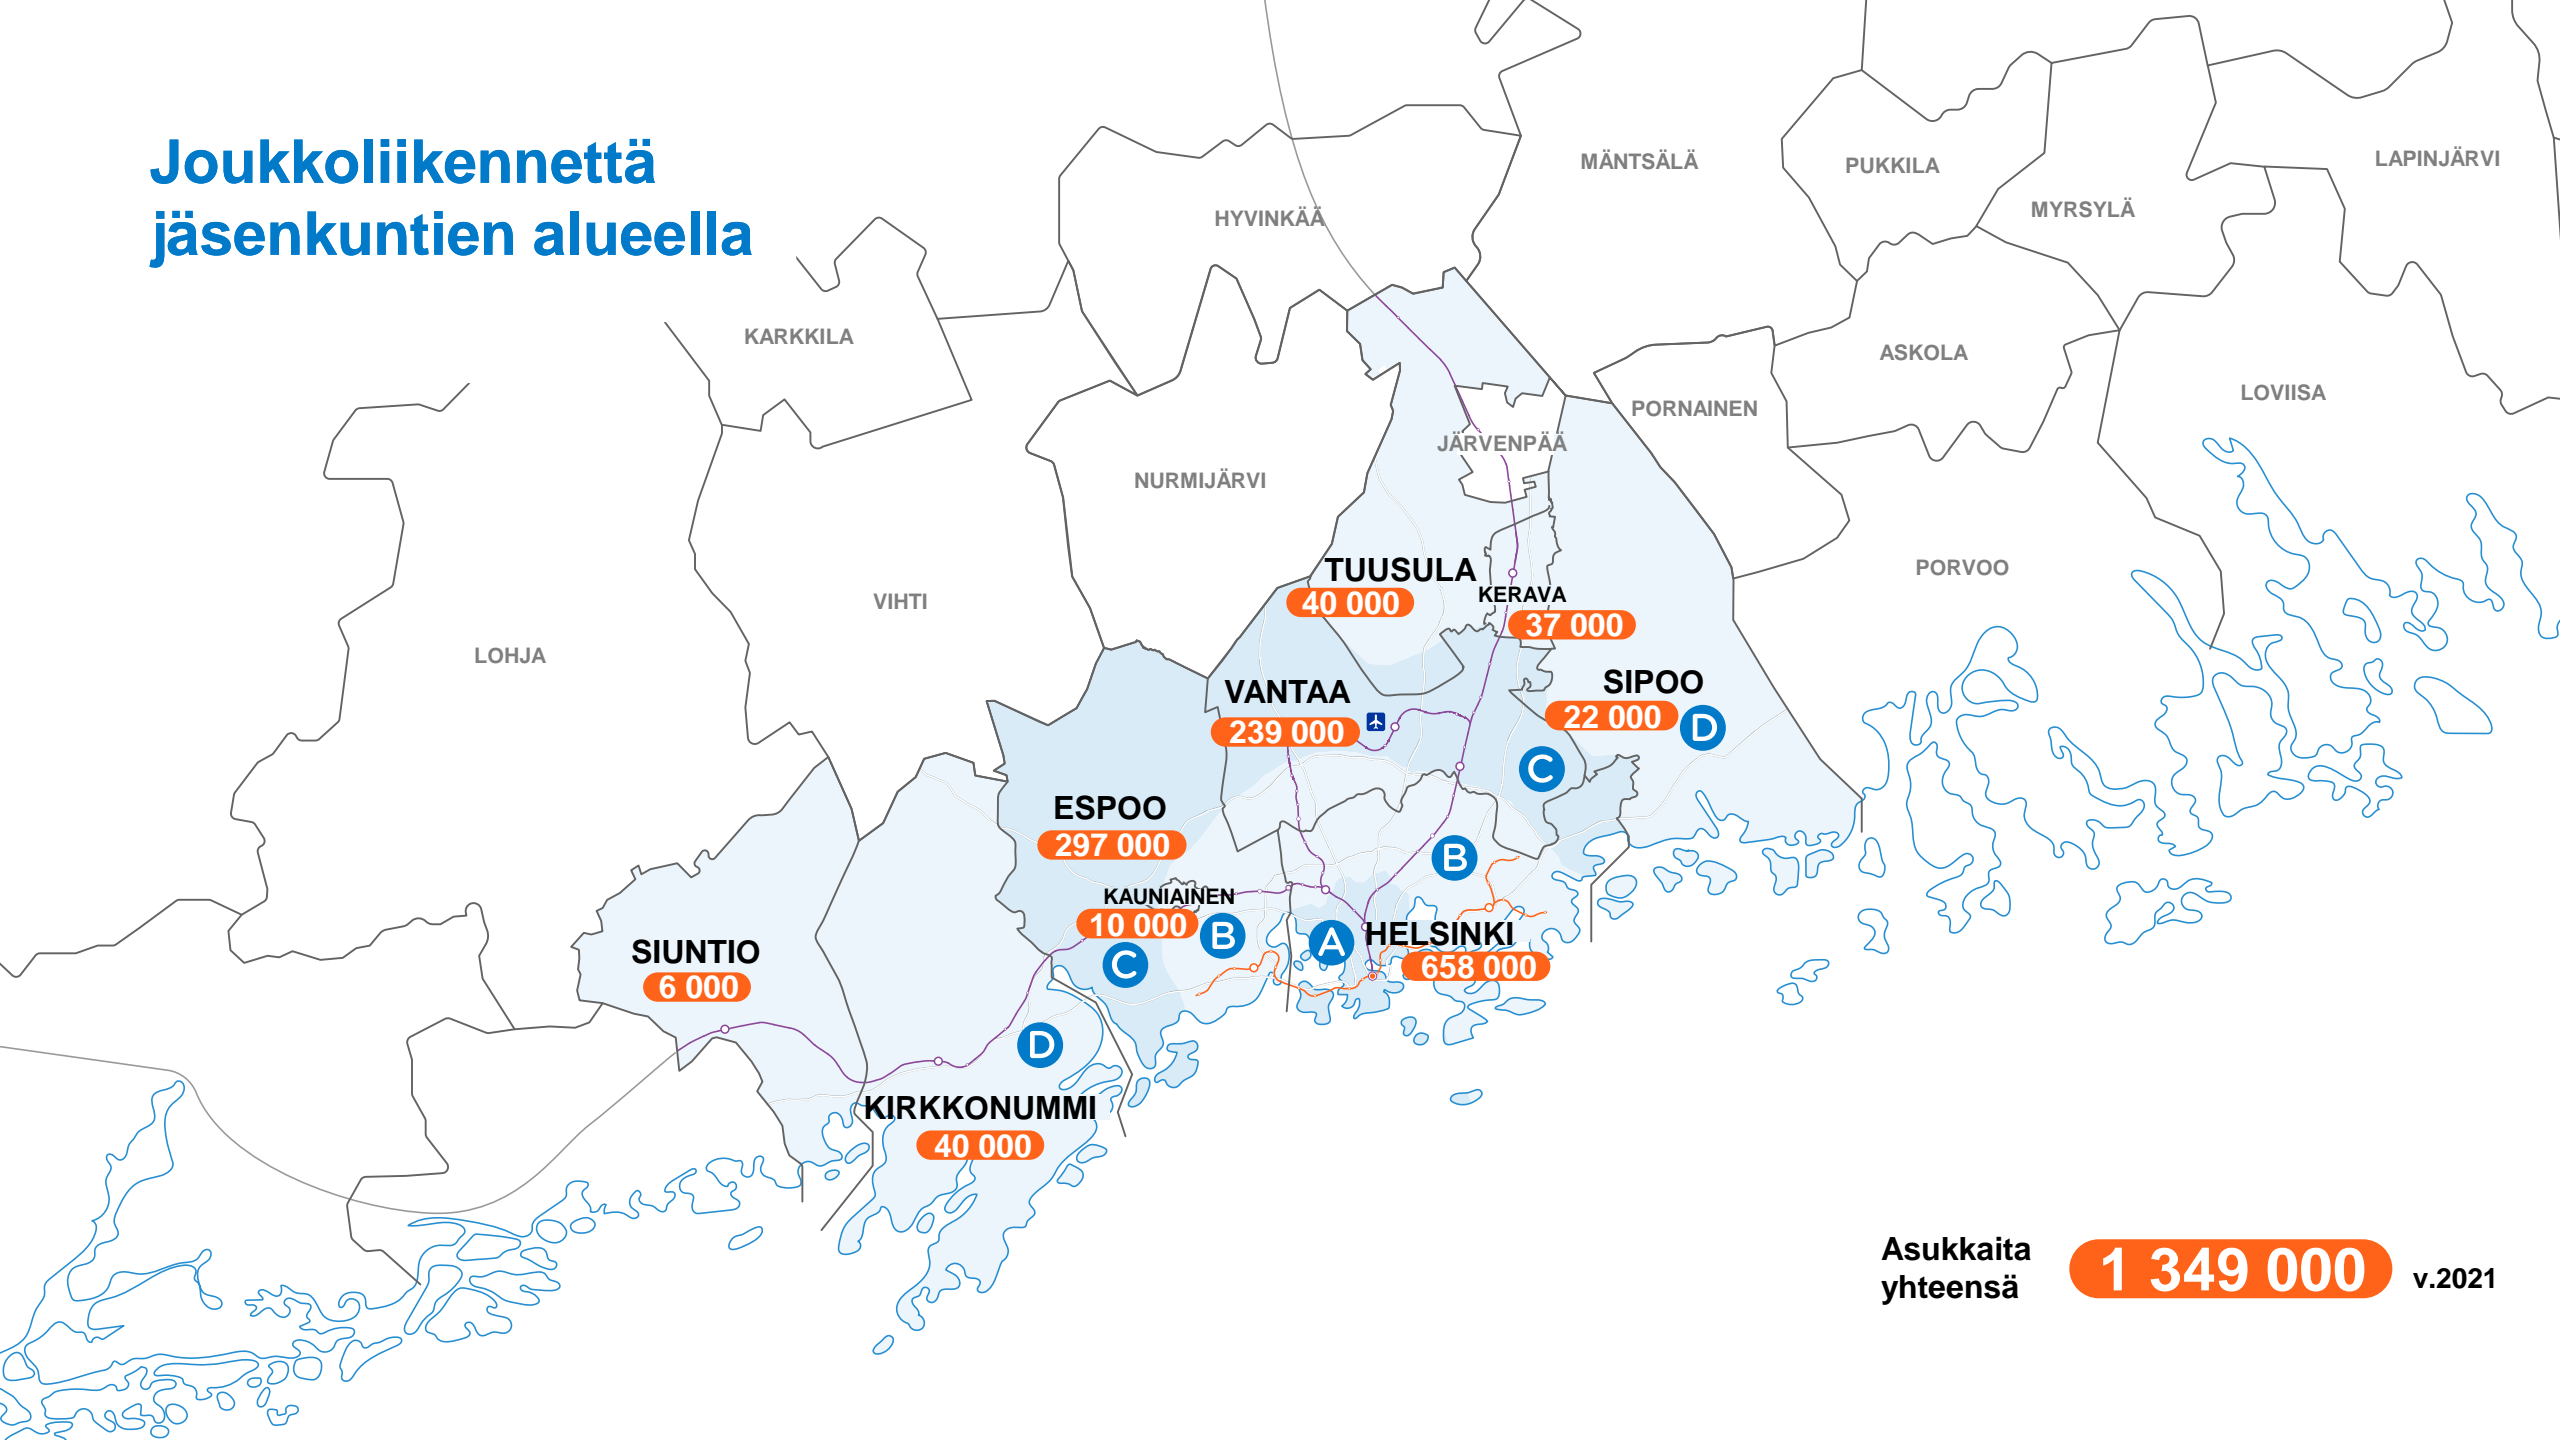 Joukkoliikennettä
jäsenkuntien alueella
MÄNTSÄLÄ
PUKKILA
LAPINJÄRVI
MYRSYLÄ
HYVINKÄÄ
KARKKILA
ASKOLA
LOVIISA
PORNAINEN
JÄRVENPÄÄ
NURMIJÄRVI
PORVOO
TUUSULA
40 000
KERAVA
37 000
VIHTI
LOHJA
SIPOO
22 000
D
VANTAA
239 000
C
ESPOO
297 000
B
KAUNIAINEN
10 000
B
C
A
HELSINKI
658 000
SIUNTIO
6 000
D
KIRKKONUMMI
40 000
Asukkaita
yhteensä
1 349 000
v.2021